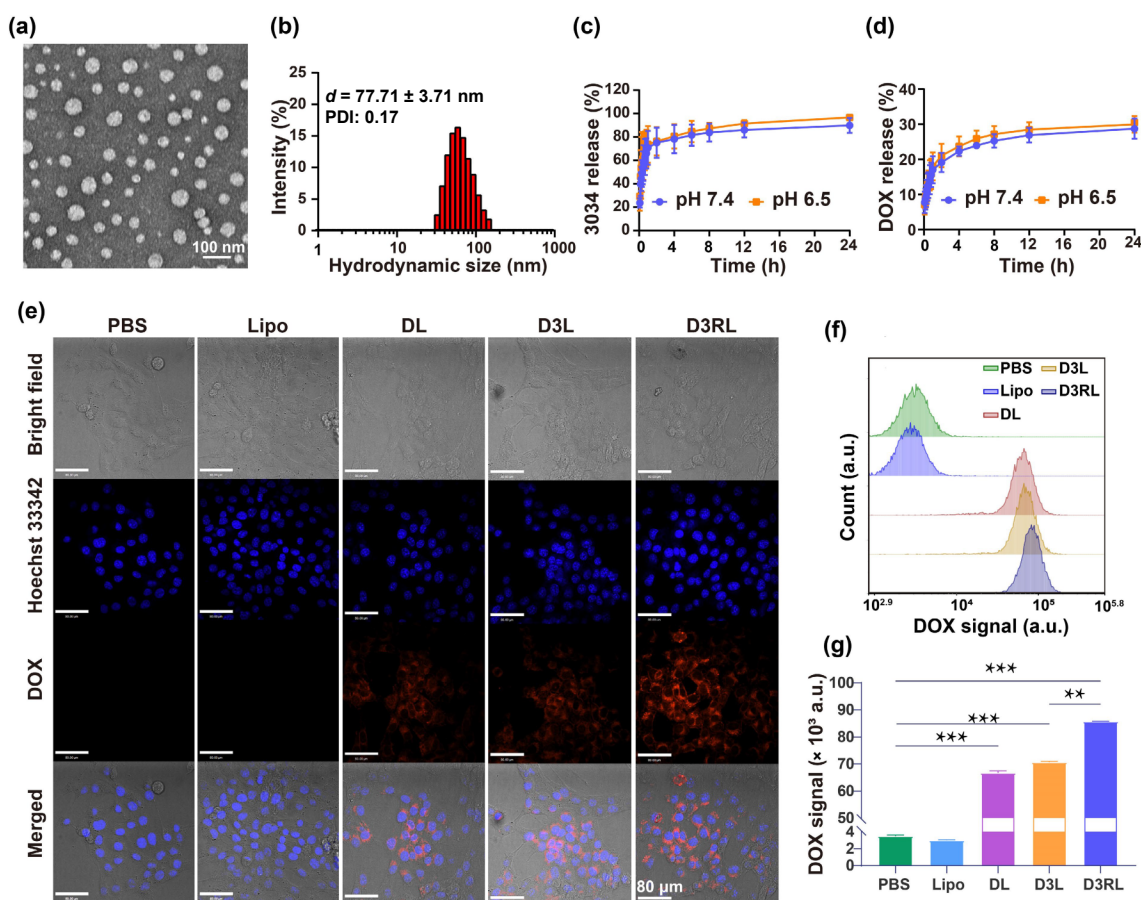 (a)
100 nm
(b)
25
20
15
10
5
0
Intensity (%)
d = 77.71 ± 3.71 nm
PDI: 0.17
1 10 100 1000
Hydrodynamic size (nm)
(c)
120
100
80
60
40
20
0
3034 release (%)
pH 7.4 pH 6.5
0 4 8 12 16 20 24
Time (h)
(d)
40
30
20
10
0
DOX release (%)
pH 7.4 pH 6.5
0 4 8 12 16 20 24
Time (h)
(e)
PBS Lipo DL D3L D3RL
Bright field
Hoechst 33342
DOX
Merged
80 μm
(f)
PBS D3L
Lipo D3RL
DL
Count (a.u.)
10^2.9 10^4 10^5 10^5.8
DOX signal (a.u.)
(g)
100
90
80
70
60
50
4
2
0
DOX signal (× 10³ a.u.)
★★★
★★
★★★
★★★
PBS Lipo DL D3L D3RL